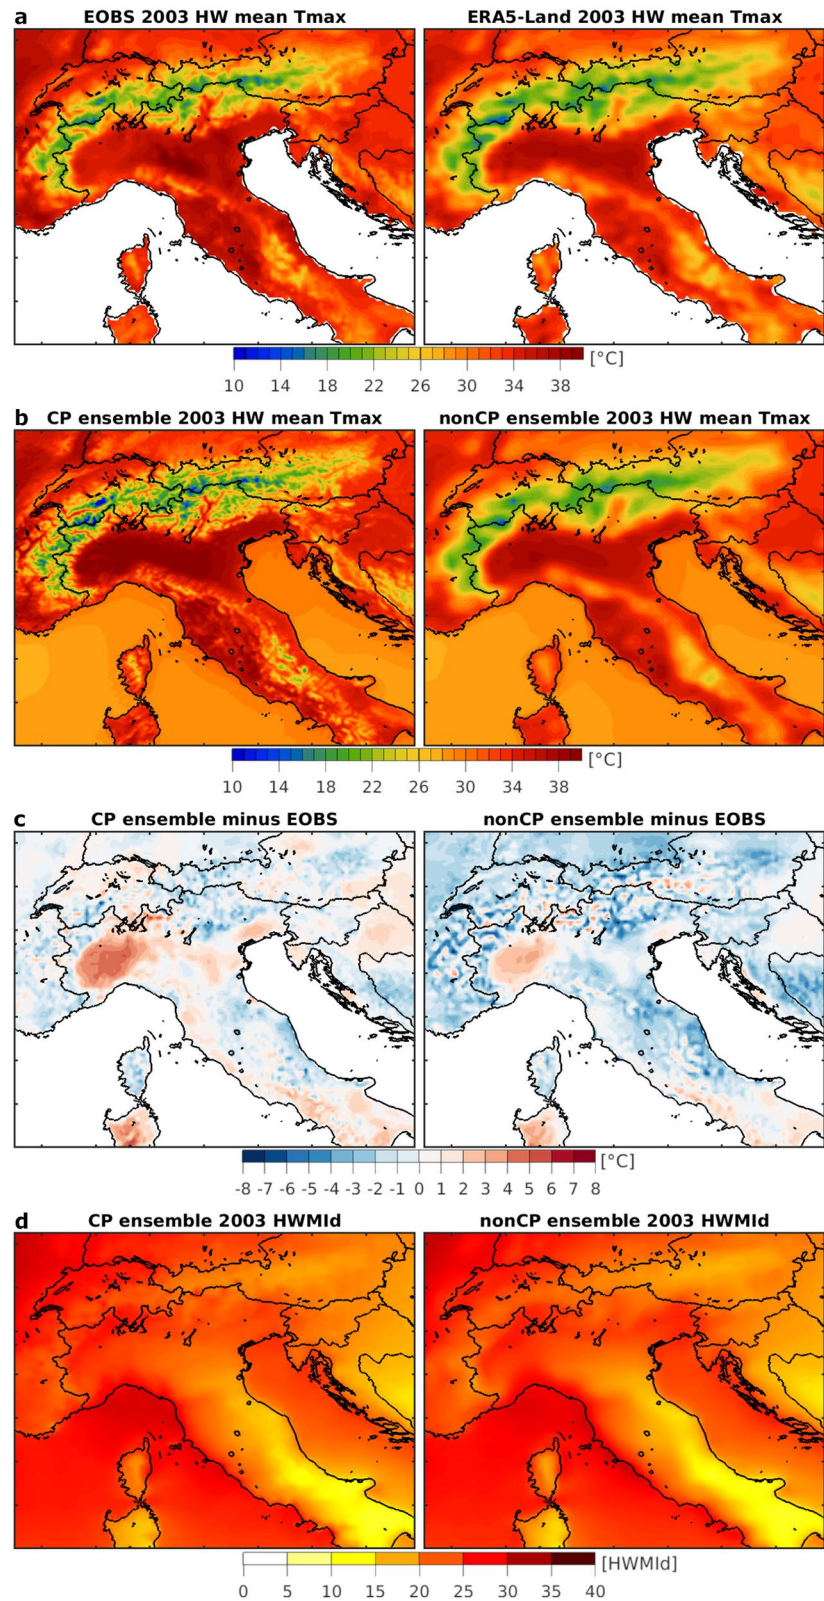 a EOBS 2003 HW mean Tmax ERA5-Land 2003 HW mean Tmax
10 14 18 22 26 30 34 38 [°C]
b CP ensemble 2003 HW mean Tmax nonCP ensemble 2003 HW mean Tmax
10 14 18 22 26 30 34 38 [°C]
c CP ensemble minus EOBS nonCP ensemble minus EOBS
-8 -7 -6 -5 -4 -3 -2 -1 0 1 2 3 4 5 6 7 8 [°C]
d CP ensemble 2003 HWMId nonCP ensemble 2003 HWMId
0 5 10 15 20 25 30 35 40 [HWMId]